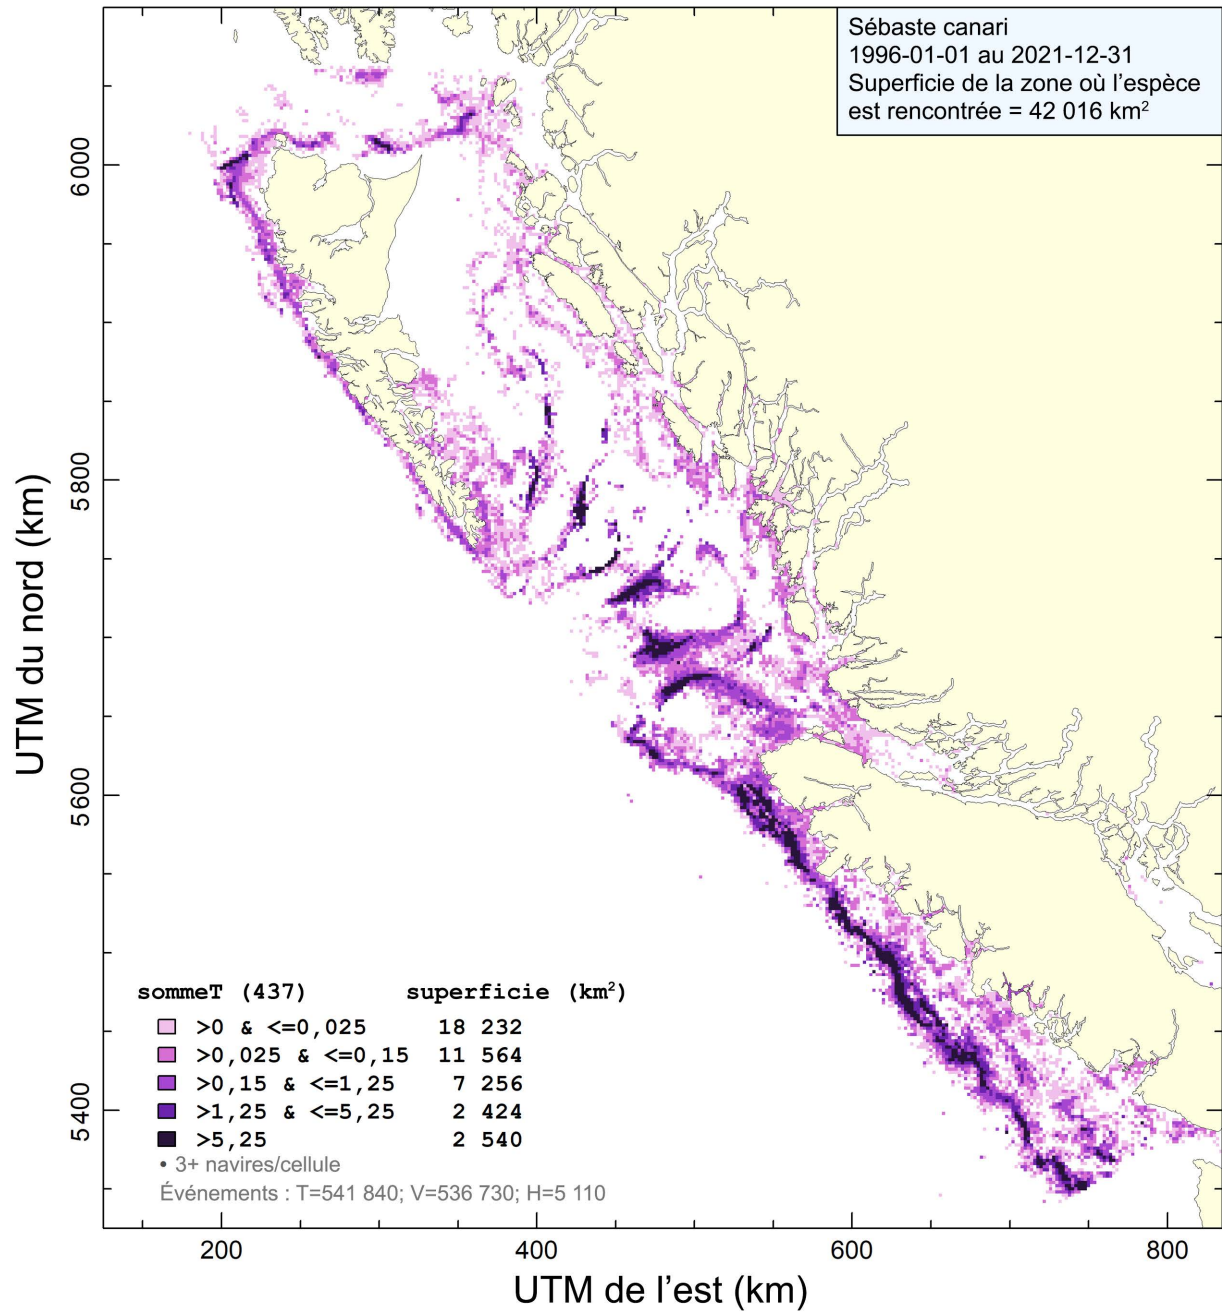 Sébaste canari
1996-01-01 au 2021-12-31
Superficie de la zone où l’espèce
est rencontrée = 42 016 km²
6000
5800
5600
5400
UTM du nord (km)
sommeT (437) superficie (km²)
>0 & <=0,025 18 232
>0,025 & <=0,15 11 564
>0,15 & <=1,25 7 256
>1,25 & <=5,25 2 424
>5,25 2 540
• 3+ navires/cellule
Événements : T=541 840; V=536 730; H=5 110
200 400 600 800
UTM de l’est (km)